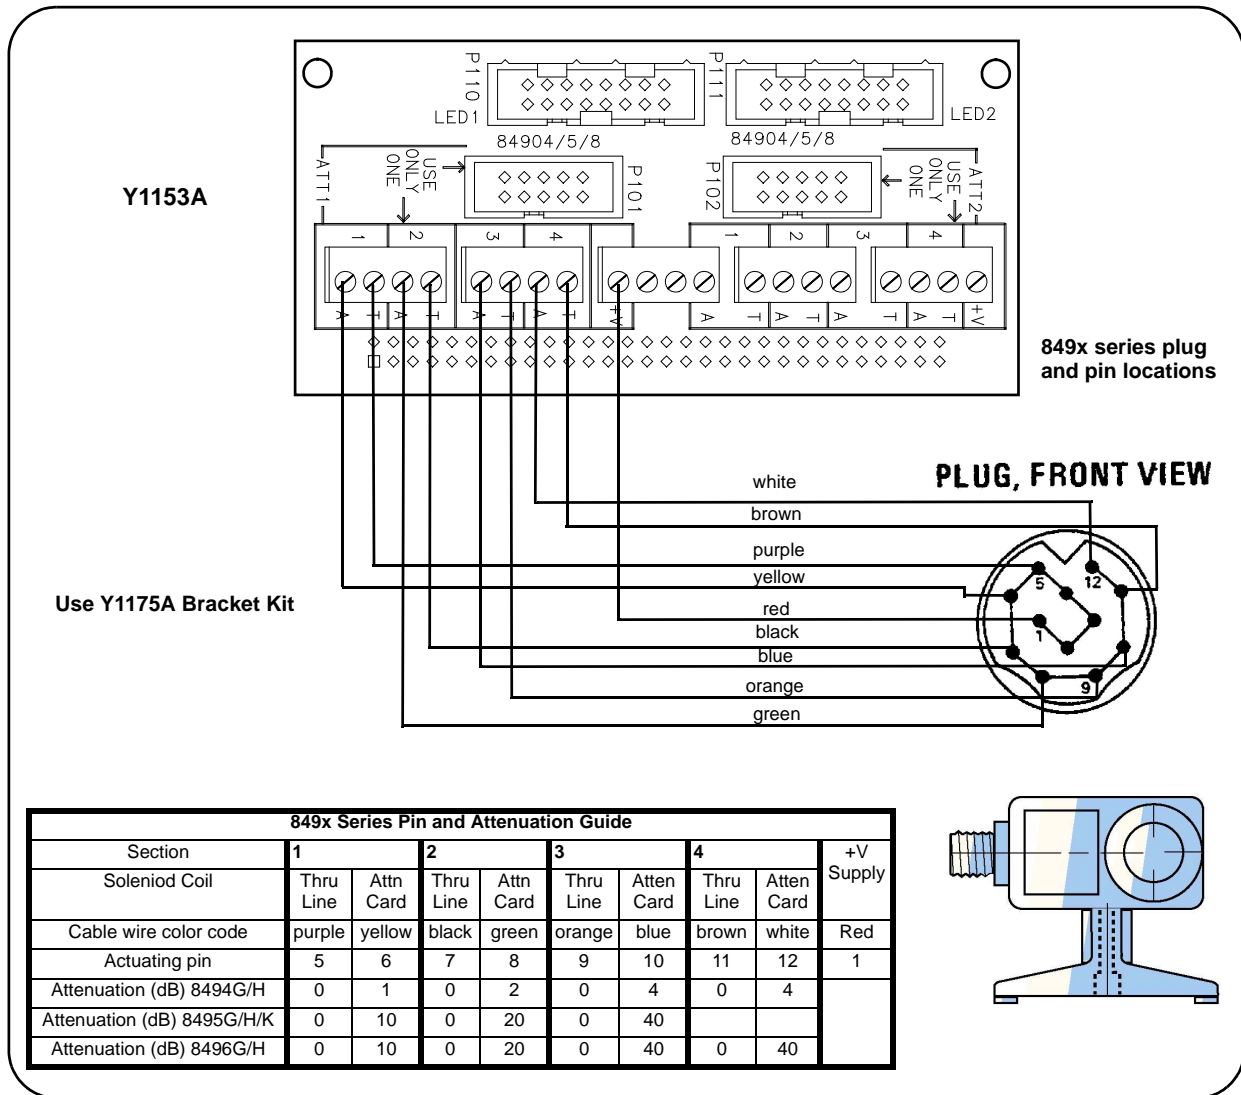 P110
P111
LED1
LED2
84904/5/8
84904/5/8
ATT1
USE
ONLY
ONE
P101
P102
USE
ONLY
ONE
ATT2
Y1153A
1 2 3 4 1 2 3 4
A T A T A T A T +V A T A T A T A T +V
849x series plug
and pin locations
PLUG, FRONT VIEW
white
brown
purple
yellow
red
black
blue
orange
green
5 12
1
9
Use Y1175A Bracket Kit
849x Series Pin and Attenuation Guide
Section 1 2 3 4 +V Supply
Soleniod Coil Thru Line Attn Card Thru Line Attn Card Thru Line Atten Card Thru Line Atten Card
Cable wire color code purple yellow black green orange blue brown white Red
Actuating pin 5 6 7 8 9 10 11 12 1
Attenuation (dB) 8494G/H 0 1 0 2 0 4 0 4
Attenuation (dB) 8495G/H/K 0 10 0 20 0 40
Attenuation (dB) 8496G/H 0 10 0 20 0 40 0 40